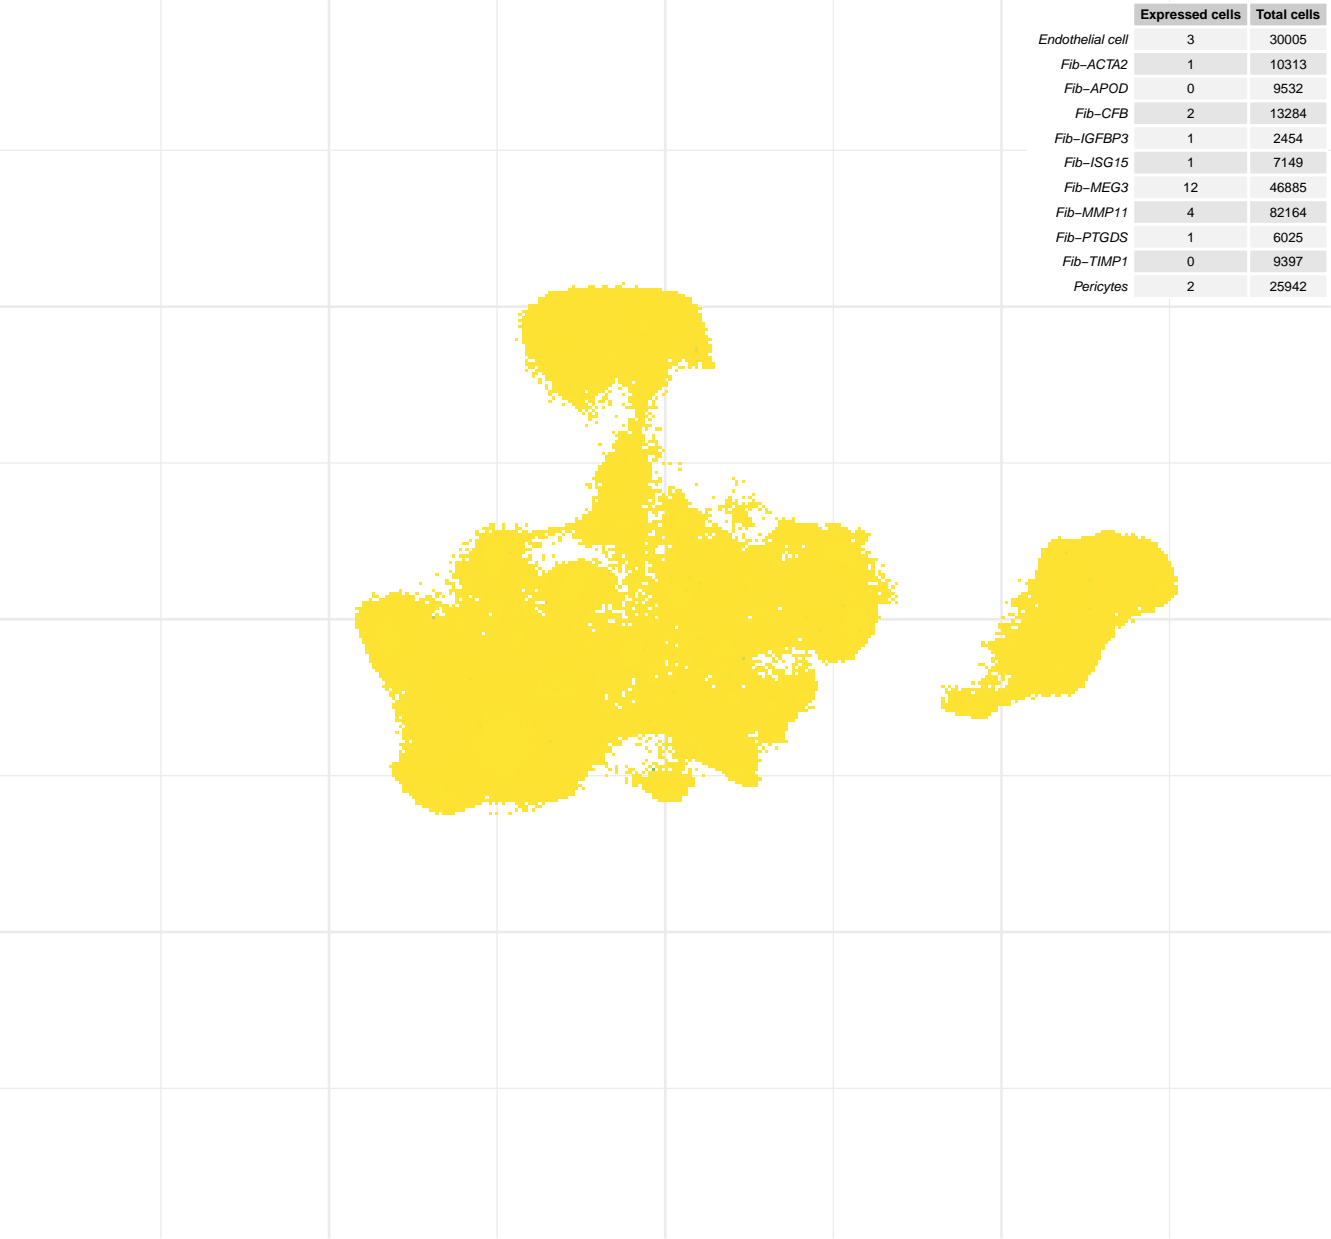 Expressed cells Total cells
Endothelial cell 3 30005
Fib−ACTA2 1 10313
Fib−APOD 0 9532
Fib−CFB 2 13284
Fib−IGFBP3 1 2454
Fib−ISG15 1 7149
Fib−MEG3 12 46885
Fib−MMP11 4 82164
Fib−PTGDS 1 6025
Fib−TIMP1 0 9397
Pericytes 2 25942